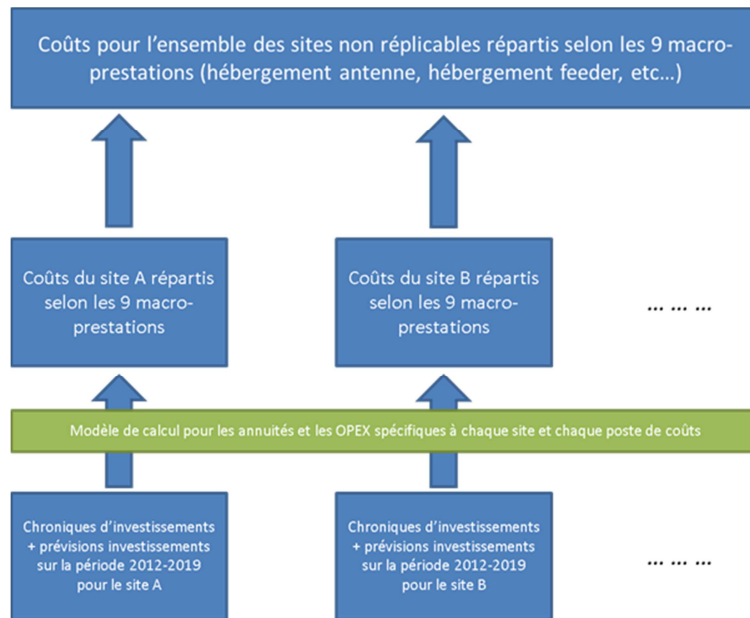 Coûts pour l'ensemble des sites non réplicables répartis selon les 9 macro-
prestations (hébergement antenne, hébergement feeder, etc...)
Coûts du site A répartis
selon les 9 macro-
prestations
Coûts du site B répartis
selon les 9 macro-
prestations
... ... ...
Modèle de calcul pour les annuités et les OPEX spécifiques à chaque site et chaque poste de coûts
Chroniques d'investissements
+ prévisions investissements
sur la période 2012-2019
pour le site A
Chroniques d'investissements
+ prévisions investissements
sur la période 2012-2019
pour le site B
... ... ...